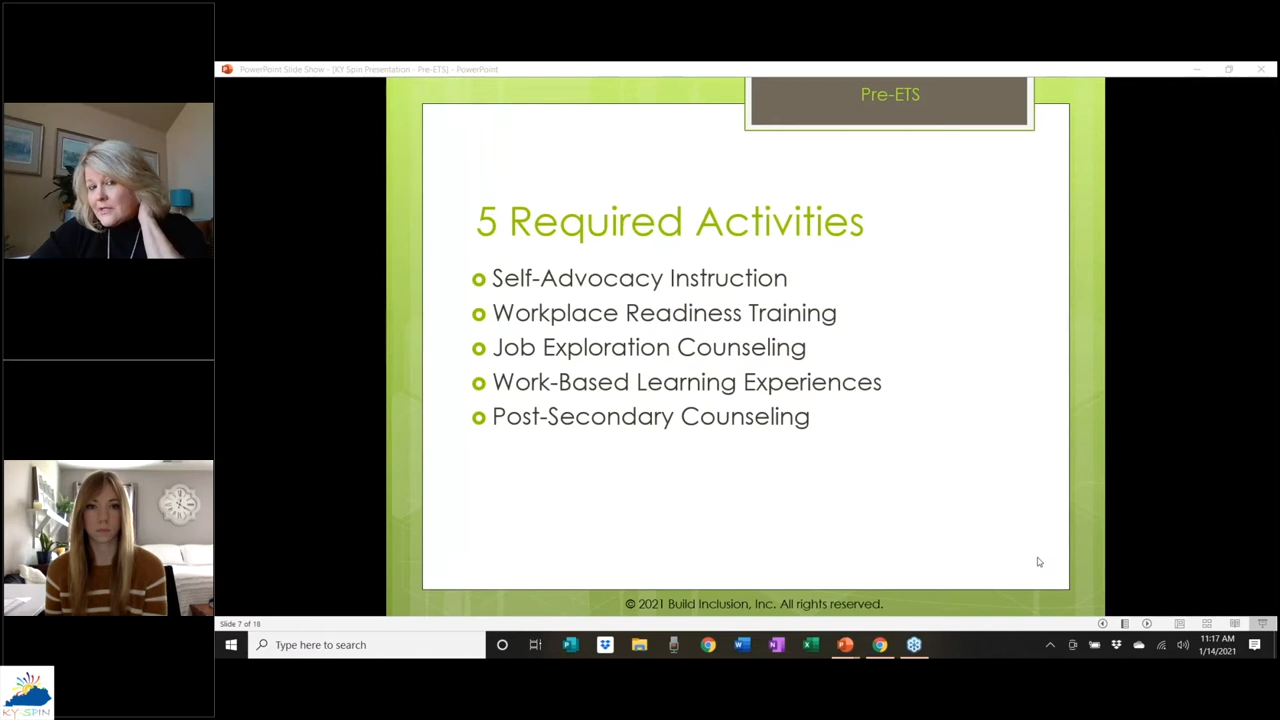 PowerPoint Slide Show - [KY Spin Presentation - Pre-ETS] - PowerPoint
Pre-ETS
5 Required Activities
Self-Advocacy Instruction
Workplace Readiness Training
Job Exploration Counseling
Work-Based Learning Experiences
Post-Secondary Counseling
© 2021 Build Inclusion, Inc. All rights reserved.
Slide 7 of 18
Type here to search
11:17 AM
1/14/2021
KY SPIN